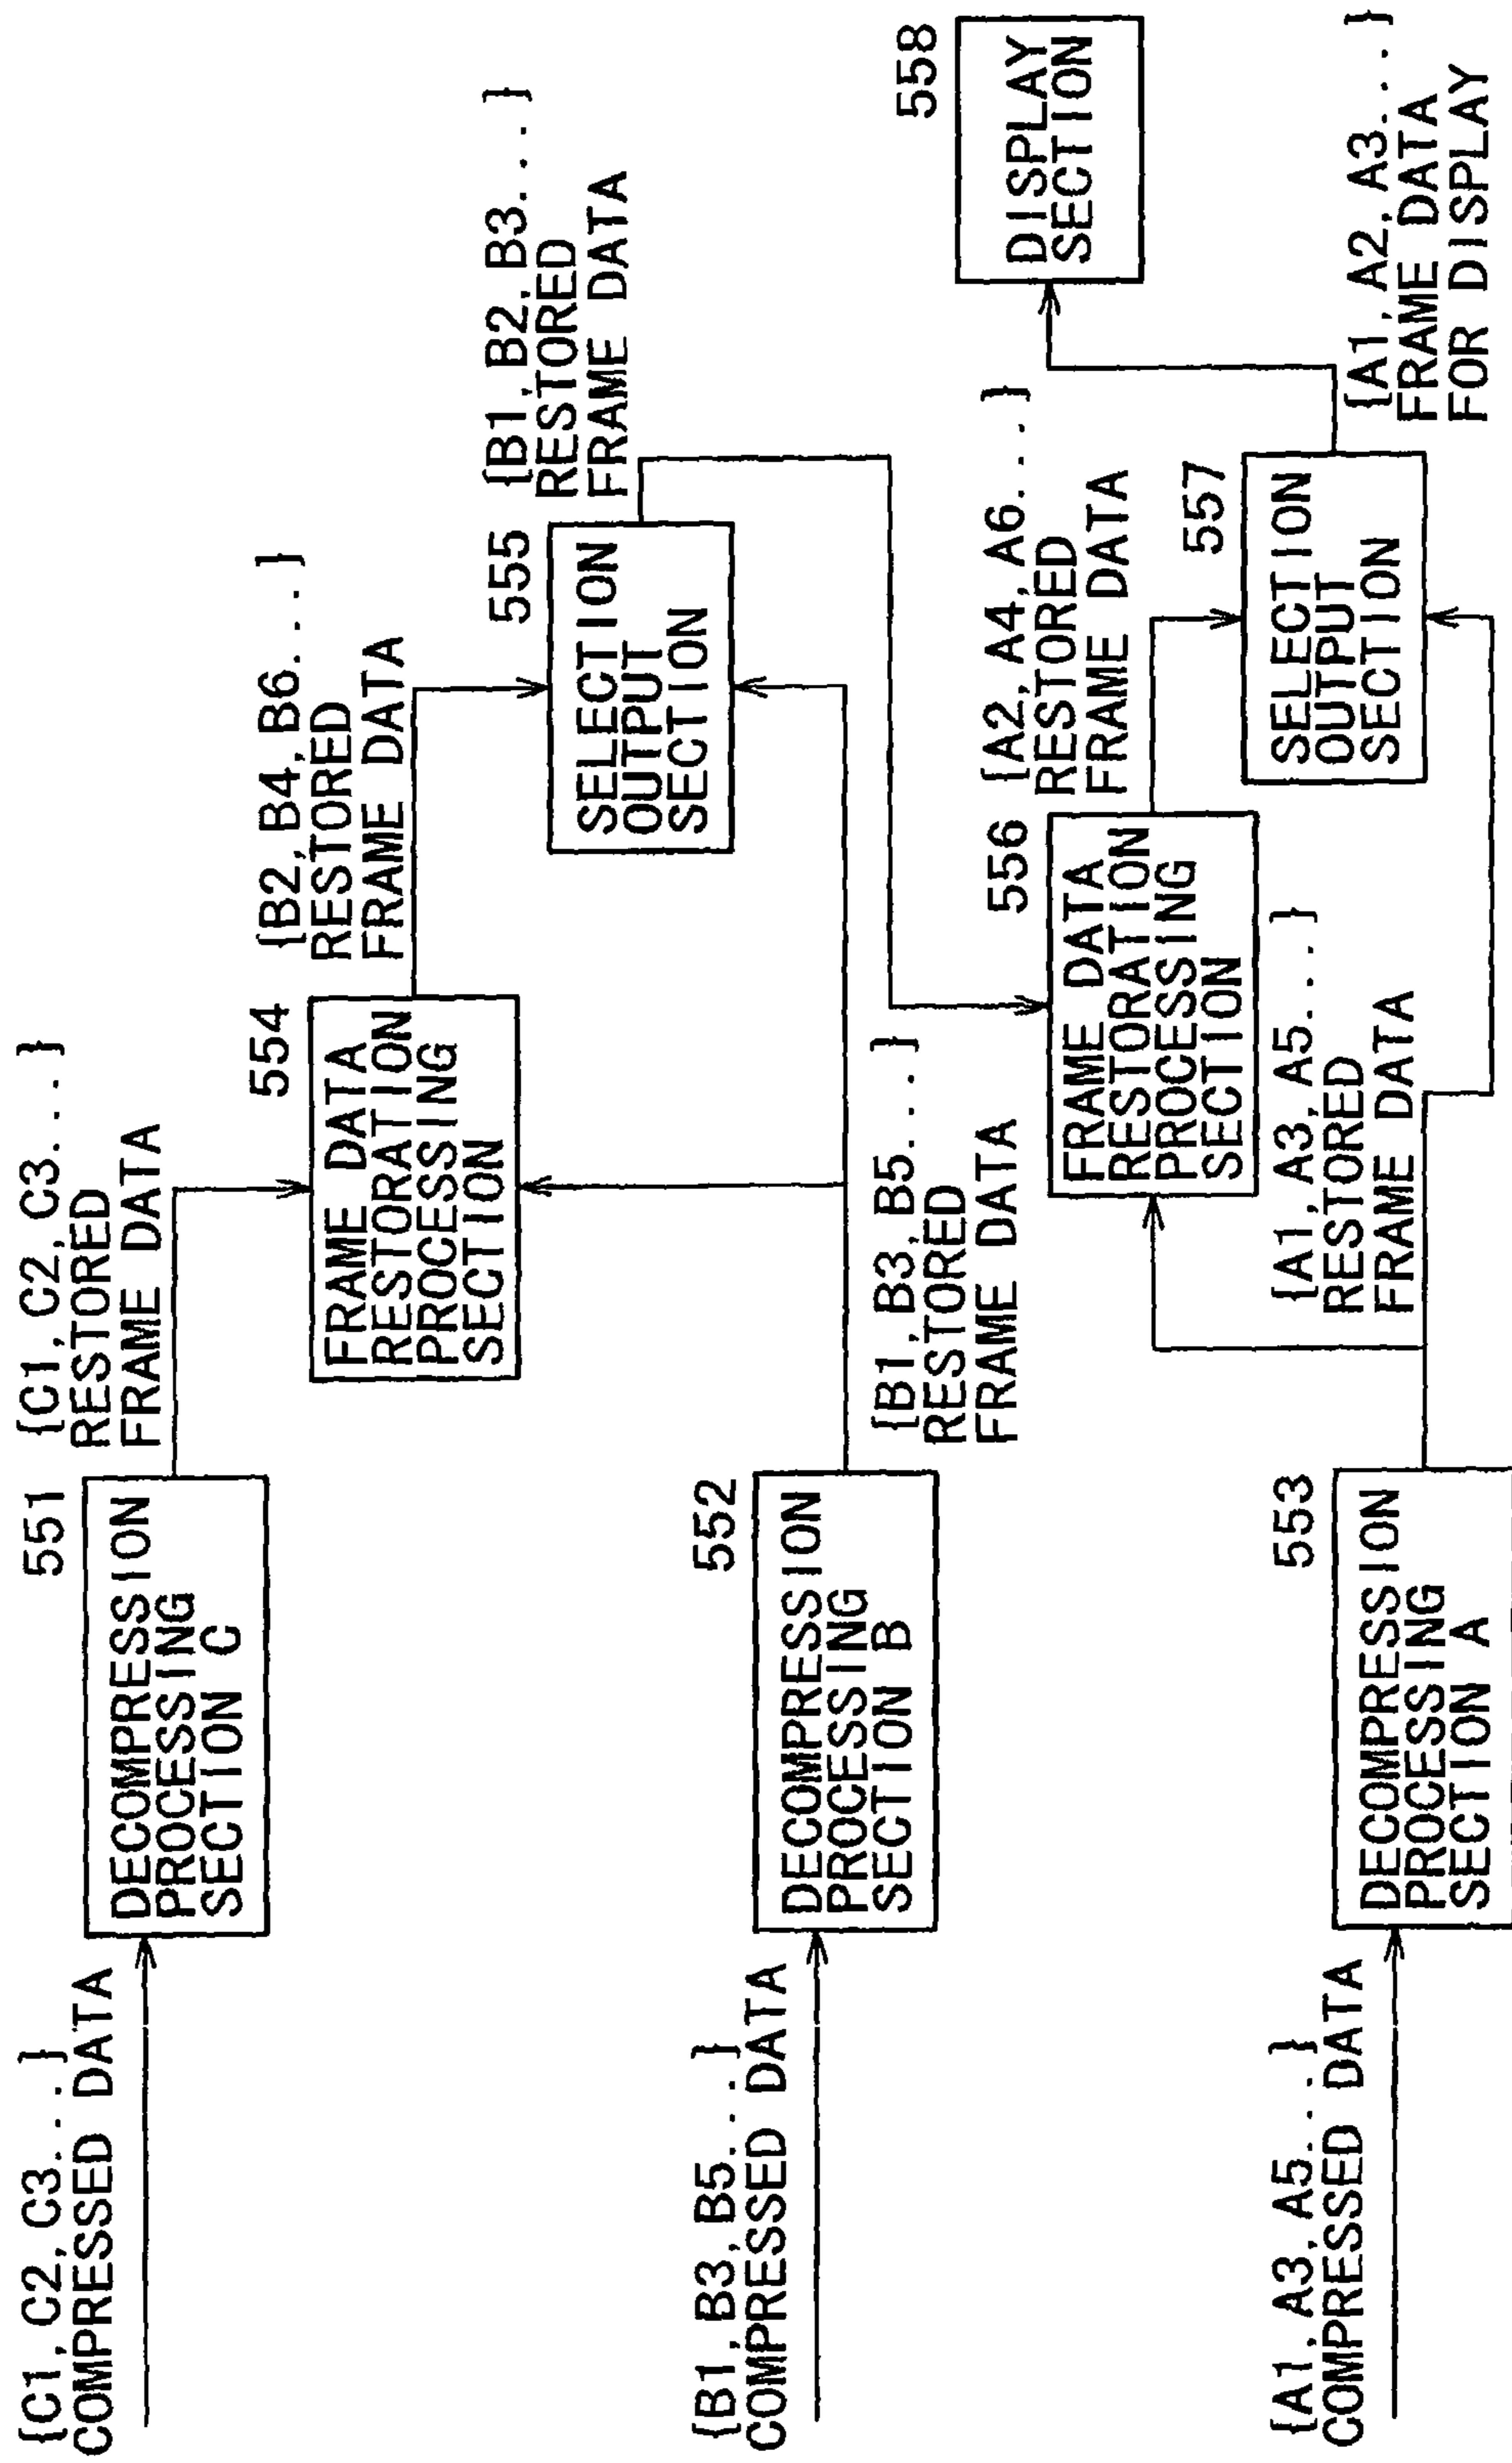 {C1,C2,C3...}
COMPRESSED DATA
551
DECOMPRESSION
PROCESSING
SECTION C
{C1,C2,C3...}
RESTORED
FRAME DATA
554
FRAME DATA
RESTORATION
PROCESSING
SECTION
{B2,B4,B6...}
RESTORED
FRAME DATA
555
SELECTION
OUTPUT
SECTION
{B1,B2,B3...}
RESTORED
FRAME DATA
{B1,B3,B5...}
COMPRESSED DATA
552
DECOMPRESSION
PROCESSING
SECTION B
{B1,B3,B5...}
RESTORED
FRAME DATA
556
FRAME DATA
RESTORATION
PROCESSING
SECTION
{A2,A4,A6...}
RESTORED
FRAME DATA
558
DISPLAY
SECTION
{A1,A3,A5...}
COMPRESSED DATA
553
DECOMPRESSION
PROCESSING
SECTION A
{A1,A3,A5...}
RESTORED
FRAME DATA
557
SELECTION
OUTPUT
SECTION
{A1,A2,A3...}
FRAME DATA
FOR DISPLAY